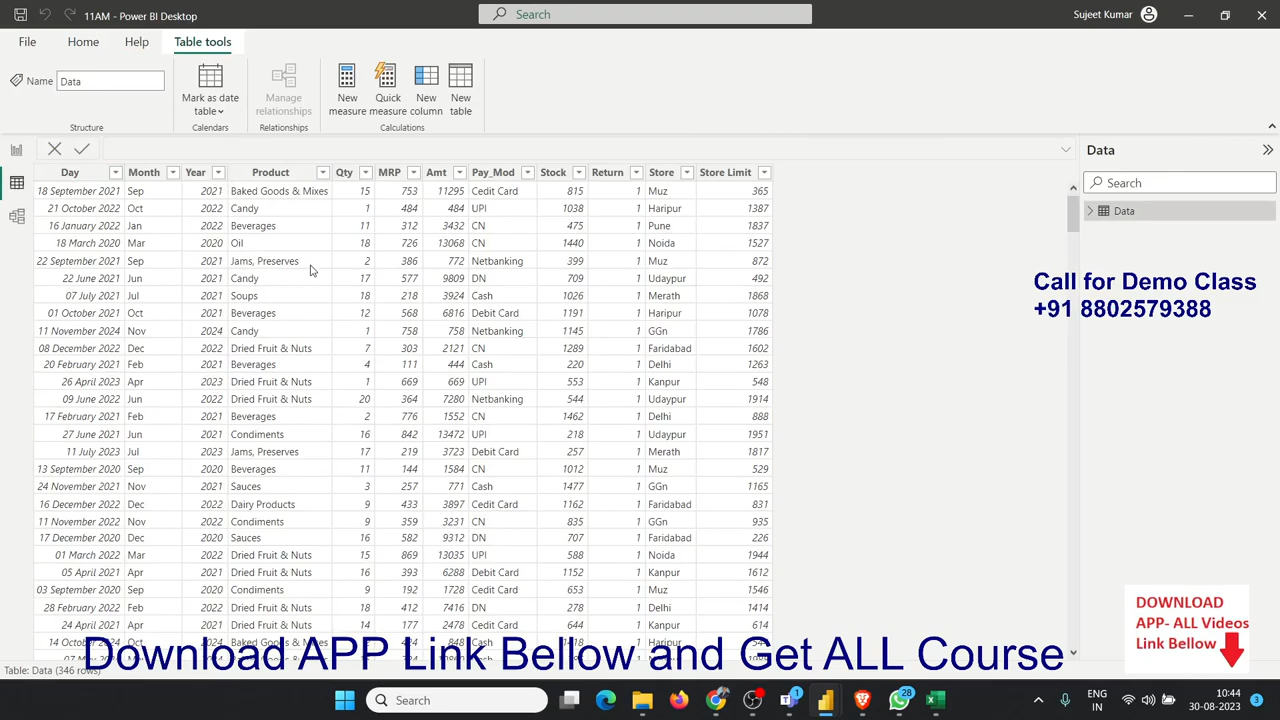 11AM - Power BI Desktop
Search
Sujeet Kumar
File Home Help Table tools
Name Data
Mark as date table
Manage relationships
New measure
Quick measure
New column
New table
Structure Calendars Relationships Calculations
Day Month Year Product Qty MRP Amt Pay_Mod Stock Return Store Store Limit
18 September 2021 Sep 2021 Baked Goods & Mixes 15 753 11295 Cedit Card 815 1 Muz 365
21 October 2022 Oct 2022 Candy 1 484 484 UPI 1038 1 Haripur 1387
16 January 2022 Jan 2022 Beverages 11 312 3432 CN 475 1 Pune 1837
18 March 2020 Mar 2020 Oil 18 726 13068 CN 1440 1 Noida 1527
22 September 2021 Sep 2021 Jams, Preserves 2 386 772 Netbanking 399 1 Muz 872
22 June 2021 Jun 2021 Candy 17 577 9809 DN 709 1 Udaypur 492
07 July 2021 Jul 2021 Soups 18 218 3924 Cash 1026 1 Merath 1868
01 October 2021 Oct 2021 Beverages 12 568 6816 Debit Card 1191 1 Haripur 1078
11 November 2024 Nov 2024 Candy 1 758 758 Netbanking 1145 1 GGn 1786
08 December 2022 Dec 2022 Dried Fruit & Nuts 7 303 2121 CN 1289 1 Faridabad 1602
20 February 2021 Feb 2021 Beverages 4 111 444 Cash 220 1 Delhi 1263
26 April 2023 Apr 2023 Dried Fruit & Nuts 1 669 669 UPI 553 1 Kanpur 548
09 June 2022 Jun 2022 Dried Fruit & Nuts 20 364 7280 Netbanking 544 1 Udaypur 1914
17 February 2021 Feb 2021 Beverages 2 776 1552 CN 1462 1 Delhi 888
27 June 2021 Jun 2021 Condiments 16 842 13472 UPI 218 1 Udaypur 1951
11 July 2023 Jul 2023 Jams, Preserves 17 219 3723 Debit Card 257 1 Merath 1817
13 September 2020 Sep 2020 Beverages 11 144 1584 CN 1012 1 Muz 529
24 November 2021 Nov 2021 Sauces 3 257 771 Cash 1477 1 GGn 1165
16 December 2022 Dec 2022 Dairy Products 9 433 3897 Cedit Card 1162 1 Faridabad 831
11 November 2022 Nov 2022 Condiments 9 359 3231 CN 835 1 GGn 935
17 December 2020 Dec 2020 Sauces 16 582 9312 DN 707 1 Faridabad 226
01 March 2022 Mar 2022 Dried Fruit & Nuts 15 869 13035 UPI 588 1 Noida 1944
05 April 2021 Apr 2021 Dried Fruit & Nuts 16 393 6288 Debit Card 1152 1 Kanpur 1612
03 September 2020 Sep 2020 Condiments 9 192 1728 Cedit Card 653 1 Muz 1546
28 February 2022 Feb 2022 Dried Fruit & Nuts 18 412 7416 DN 278 1 Delhi 1414
24 April 2021 Apr 2021 Dried Fruit & Nuts 14 177 2478 Cedit Card 644 1 Kanpur 614
Data
Search
Data
Call for Demo Class
+91 8802579388
DOWNLOAD
APP- ALL Videos
Link Bellow
Download APP Link Bellow and Get ALL Course
Table: Data (346 rows)
Search
1
28
ENG
IN
10:44
30-08-2023
3